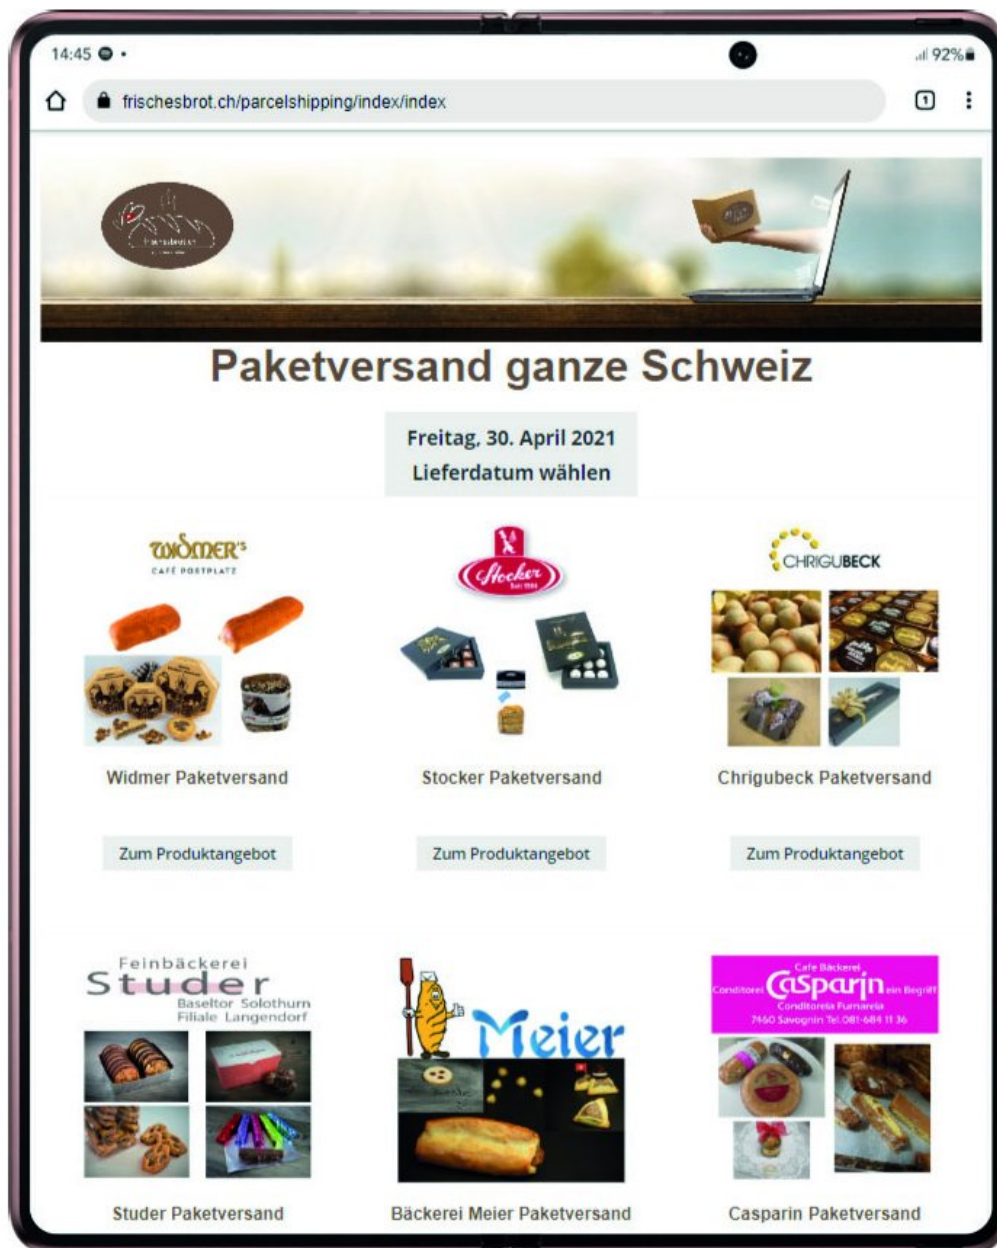 14:45
92%
frischesbrot.ch/parcelshipping/index/index
1
frischesbrot.ch
Paketversand ganze Schweiz
Freitag, 30. April 2021
Lieferdatum wählen
WIDMER'S
CAFÉ POSTPLATZ
Stocker
CHRIGUBECK
Widmer Paketversand
Stocker Paketversand
Chrigubeck Paketversand
Zum Produktangebot
Zum Produktangebot
Zum Produktangebot
Feinbäckerei
Studer
Baseltor Solothurn
Filiale Langendorf
Meier
Cafe Bäckerei
Conditorei Casparin ein Begriff
Conditoreia Furnareia
7460 Savognin Tel.081-684 11 36
Studer Paketversand
Bäckerei Meier Paketversand
Casparin Paketversand